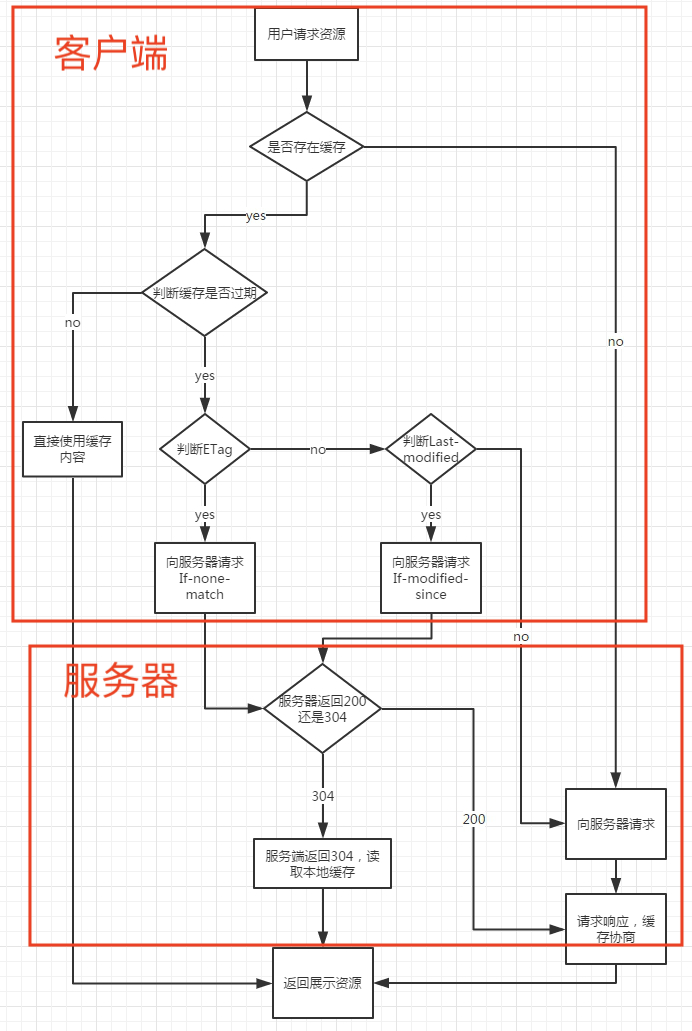 用户请求资源
客户端
是否存在缓存
yes
判断缓存是否过期
no
no
yes
直接使用缓存
内容
判断ETag
no
判断Last-
modified
yes
yes
向服务器请求
If-none-
match
向服务器请求
If-modified-
since
no
服务器
服务器返回200
还是304
304
200
向服务器请求
服务端返回304，读
取本地缓存
请求响应，缓
存协商
返回展示资源